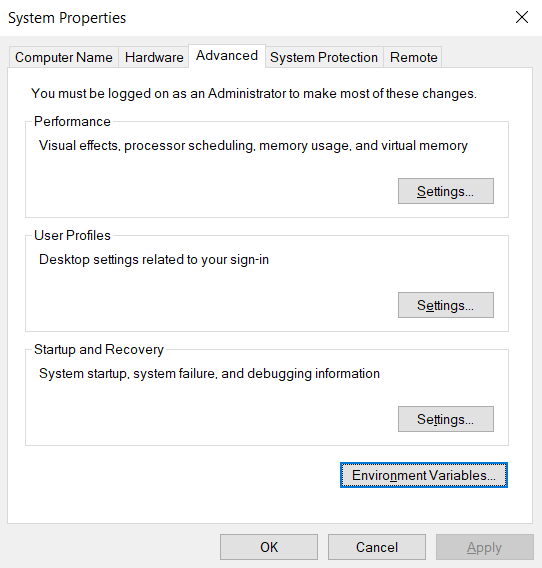 System Properties
Computer Name Hardware Advanced System Protection Remote
You must be logged on as an Administrator to make most of these changes.
Performance
Visual effects, processor scheduling, memory usage, and virtual memory
Settings...
User Profiles
Desktop settings related to your sign-in
Settings...
Startup and Recovery
System startup, system failure, and debugging information
Settings...
Environment Variables...
OK Cancel Apply